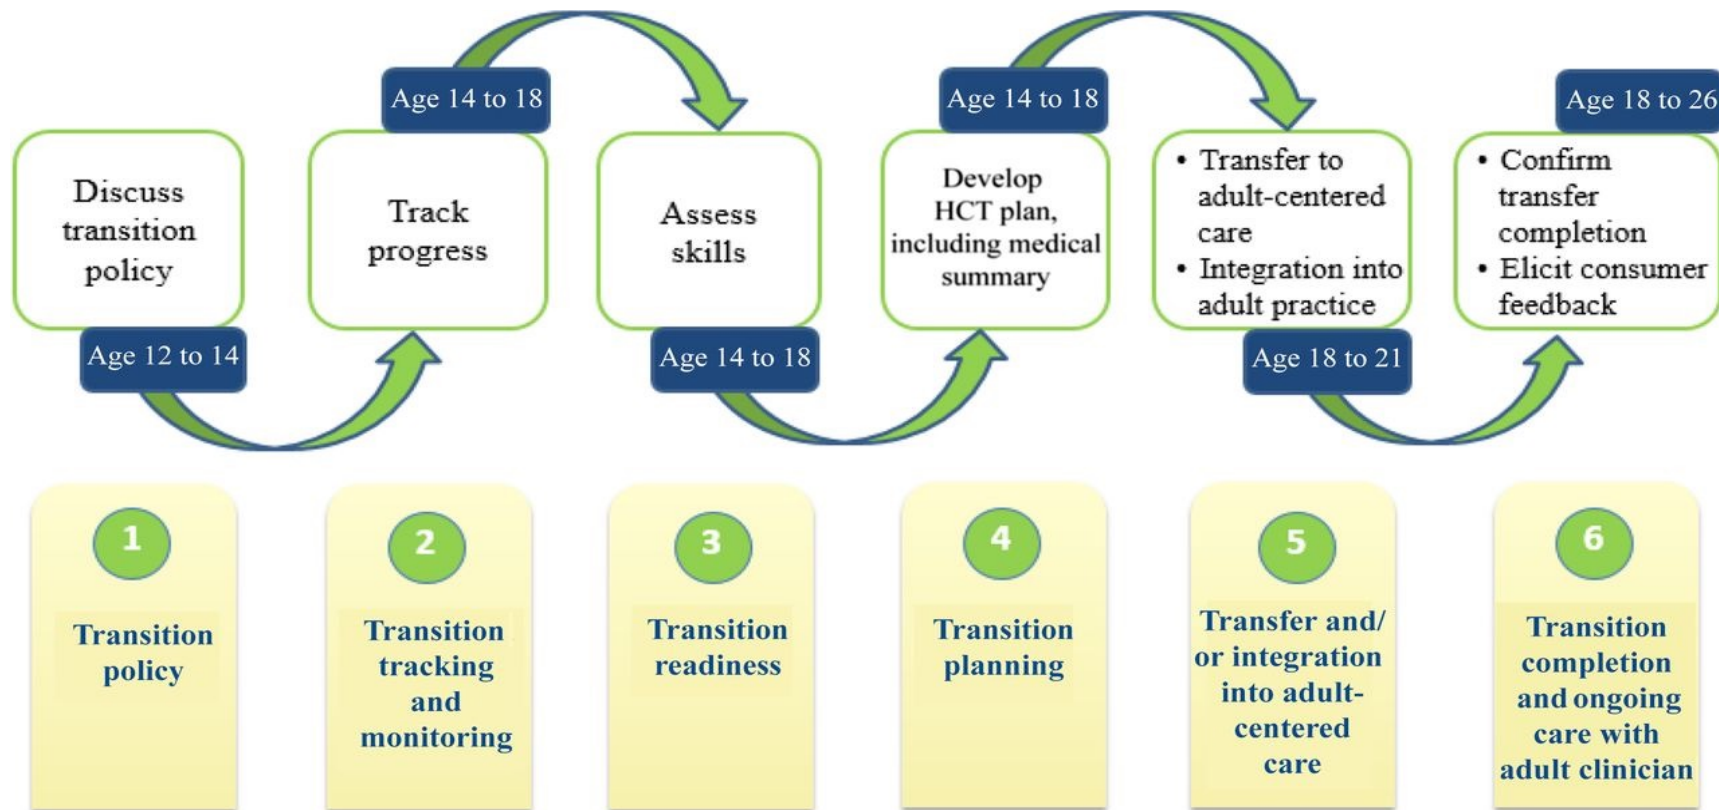 Age 14 to 18
Age 14 to 18
Age 18 to 26
Discuss
transition
policy
Age 12 to 14
Track
progress
Assess
skills
Age 14 to 18
Develop
HCT plan,
including medical
summary
• Transfer to
adult-centered
care
• Integration into
adult practice
Age 18 to 21
• Confirm
transfer
completion
• Elicit consumer
feedback
1
Transition
policy
2
Transition
tracking
and
monitoring
3
Transition
readiness
4
Transition
planning
5
Transfer and/
or integration
into adult-
centered
care
6
Transition
completion
and ongoing
care with
adult clinician